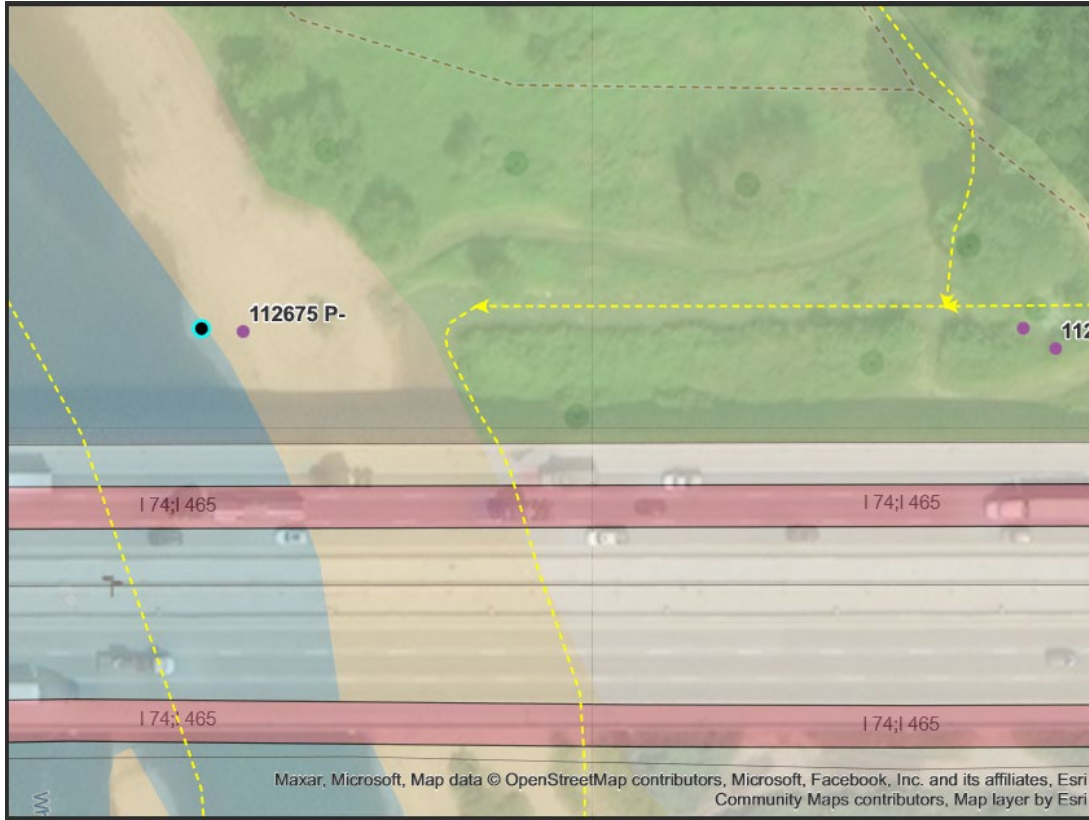 112675 P-
112
I 74;I 465
I 74;I 465
I 74;I 465
I 74;I 465
Maxar, Microsoft, Map data © OpenStreetMap contributors, Microsoft, Facebook, Inc. and its affiliates, Esri
Community Maps contributors, Map layer by Esri
Wh